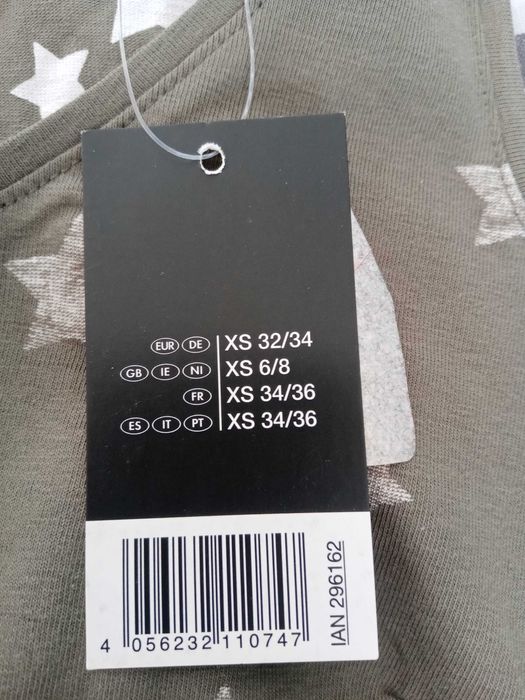 EUR DE XS 32/34
GB IE NI XS 6/8
FR XS 34/36
ES IT PT XS 34/36
4 056232 110747
IAN 296162